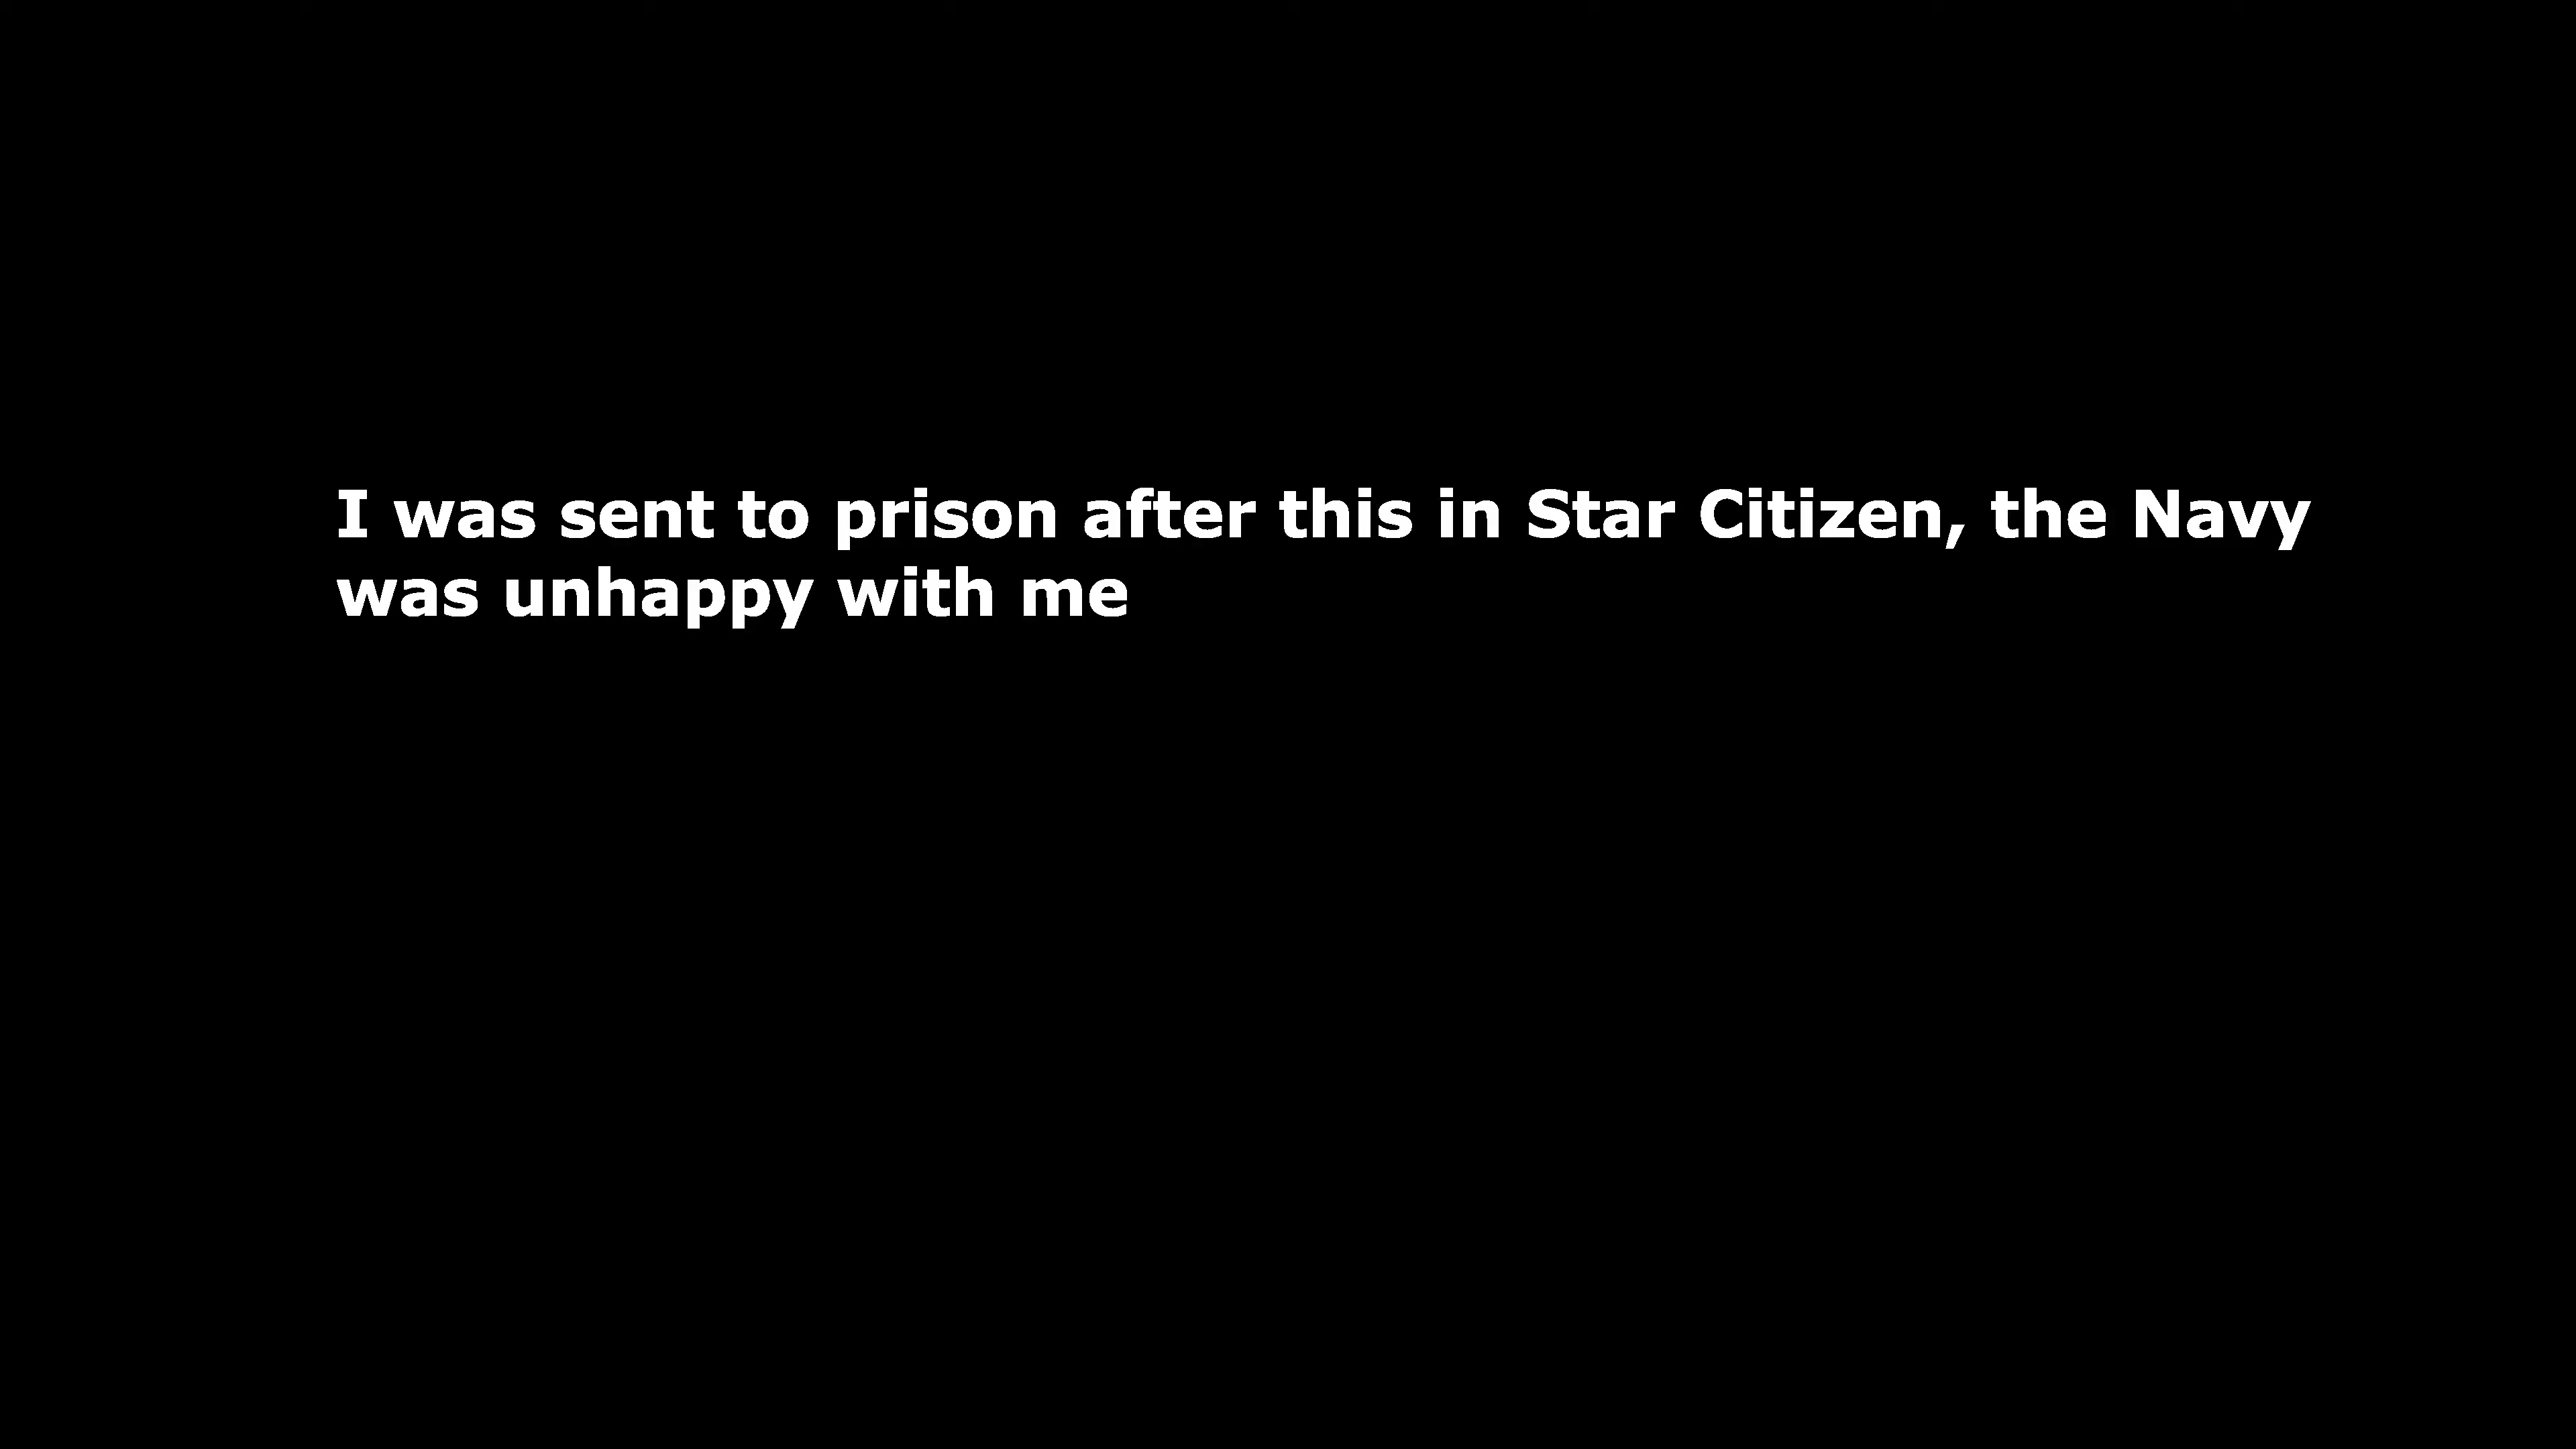 I was sent to prison after this in Star Citizen, the Navy
was unhappy with me